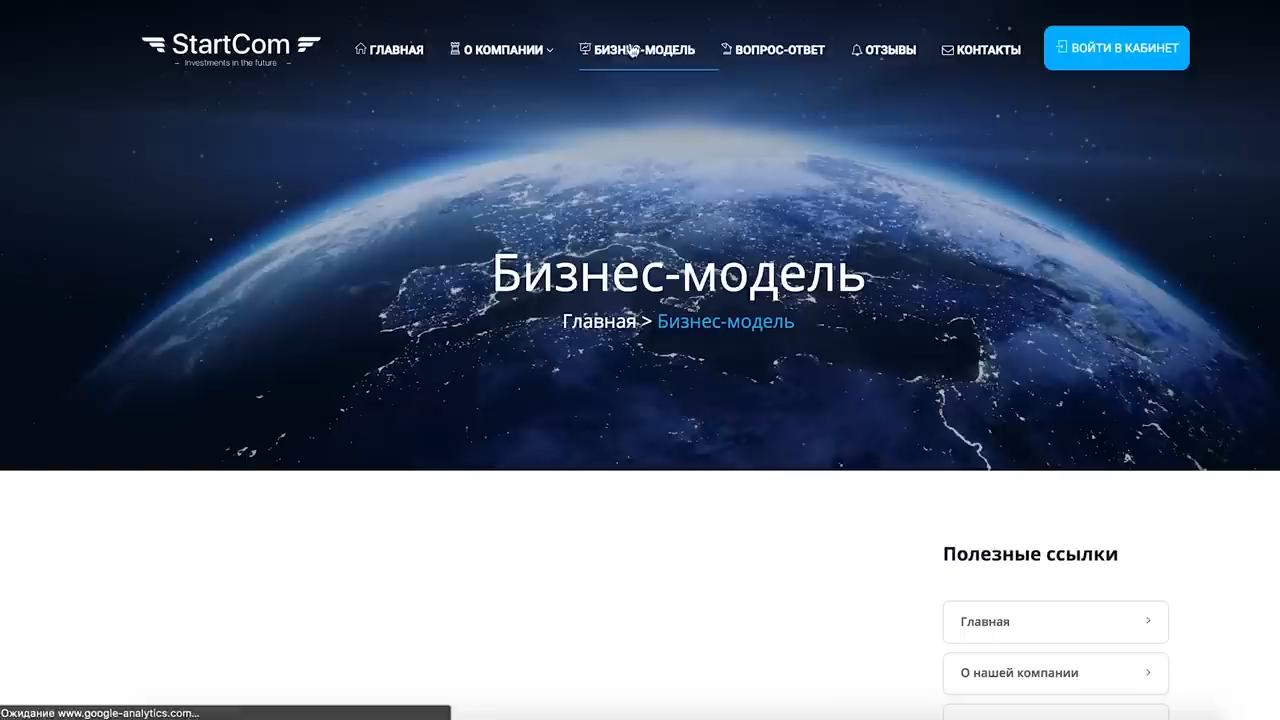 StartCom
– Investments in the future –
ГЛАВНАЯ
О КОМПАНИИ
БИЗНЕС-МОДЕЛЬ
ВОПРОС-ОТВЕТ
ОТЗЫВЫ
КОНТАКТЫ
ВОЙТИ В КАБИНЕТ
Бизнес-модель
Главная > Бизнес-модель
Полезные ссылки
Главная
О нашей компании
Ожидание www.google-analytics.com...